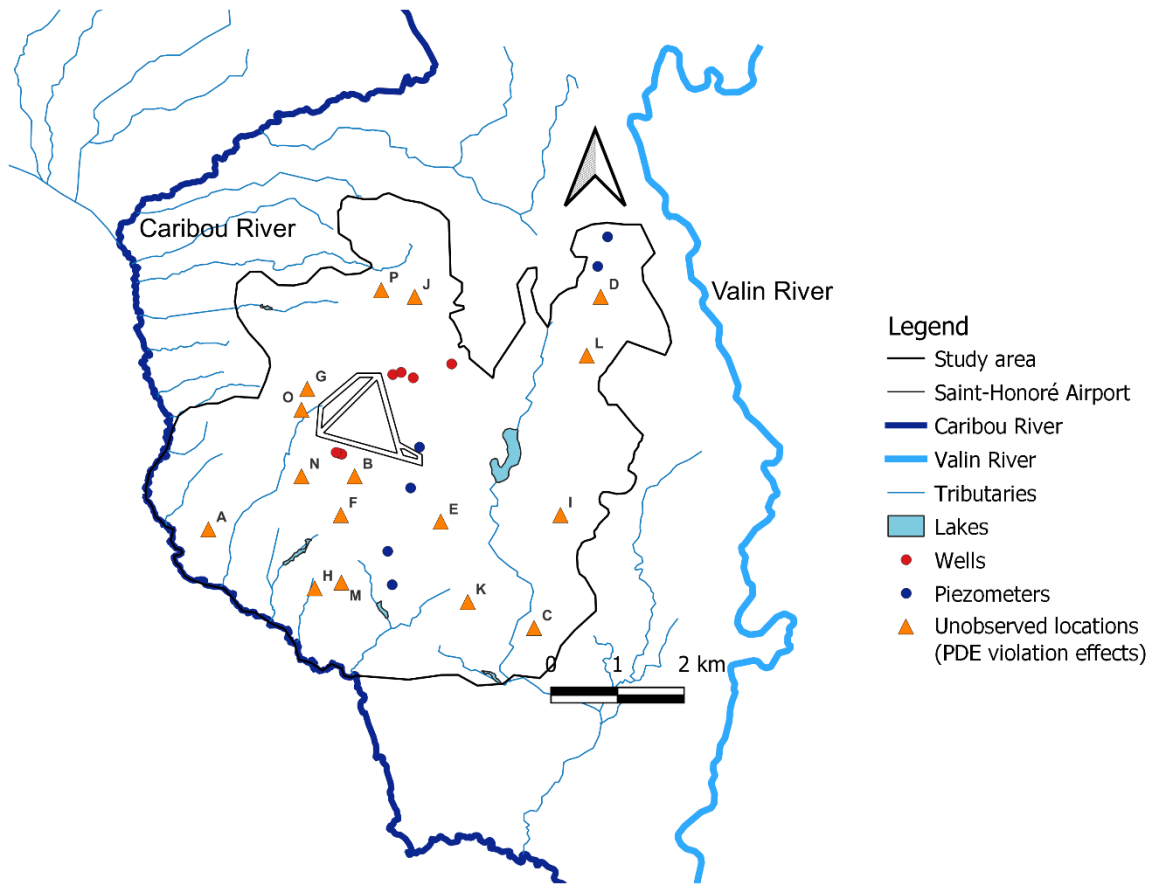 Caribou River
P
J
D
Valin River
L
G
O
N
B
F
E
I
A
H
M
K
C
0 1 2 km
Legend
Study area
Saint-Honoré Airport
Caribou River
Valin River
Tributaries
Lakes
Wells
Piezometers
Unobserved locations
(PDE violation effects)